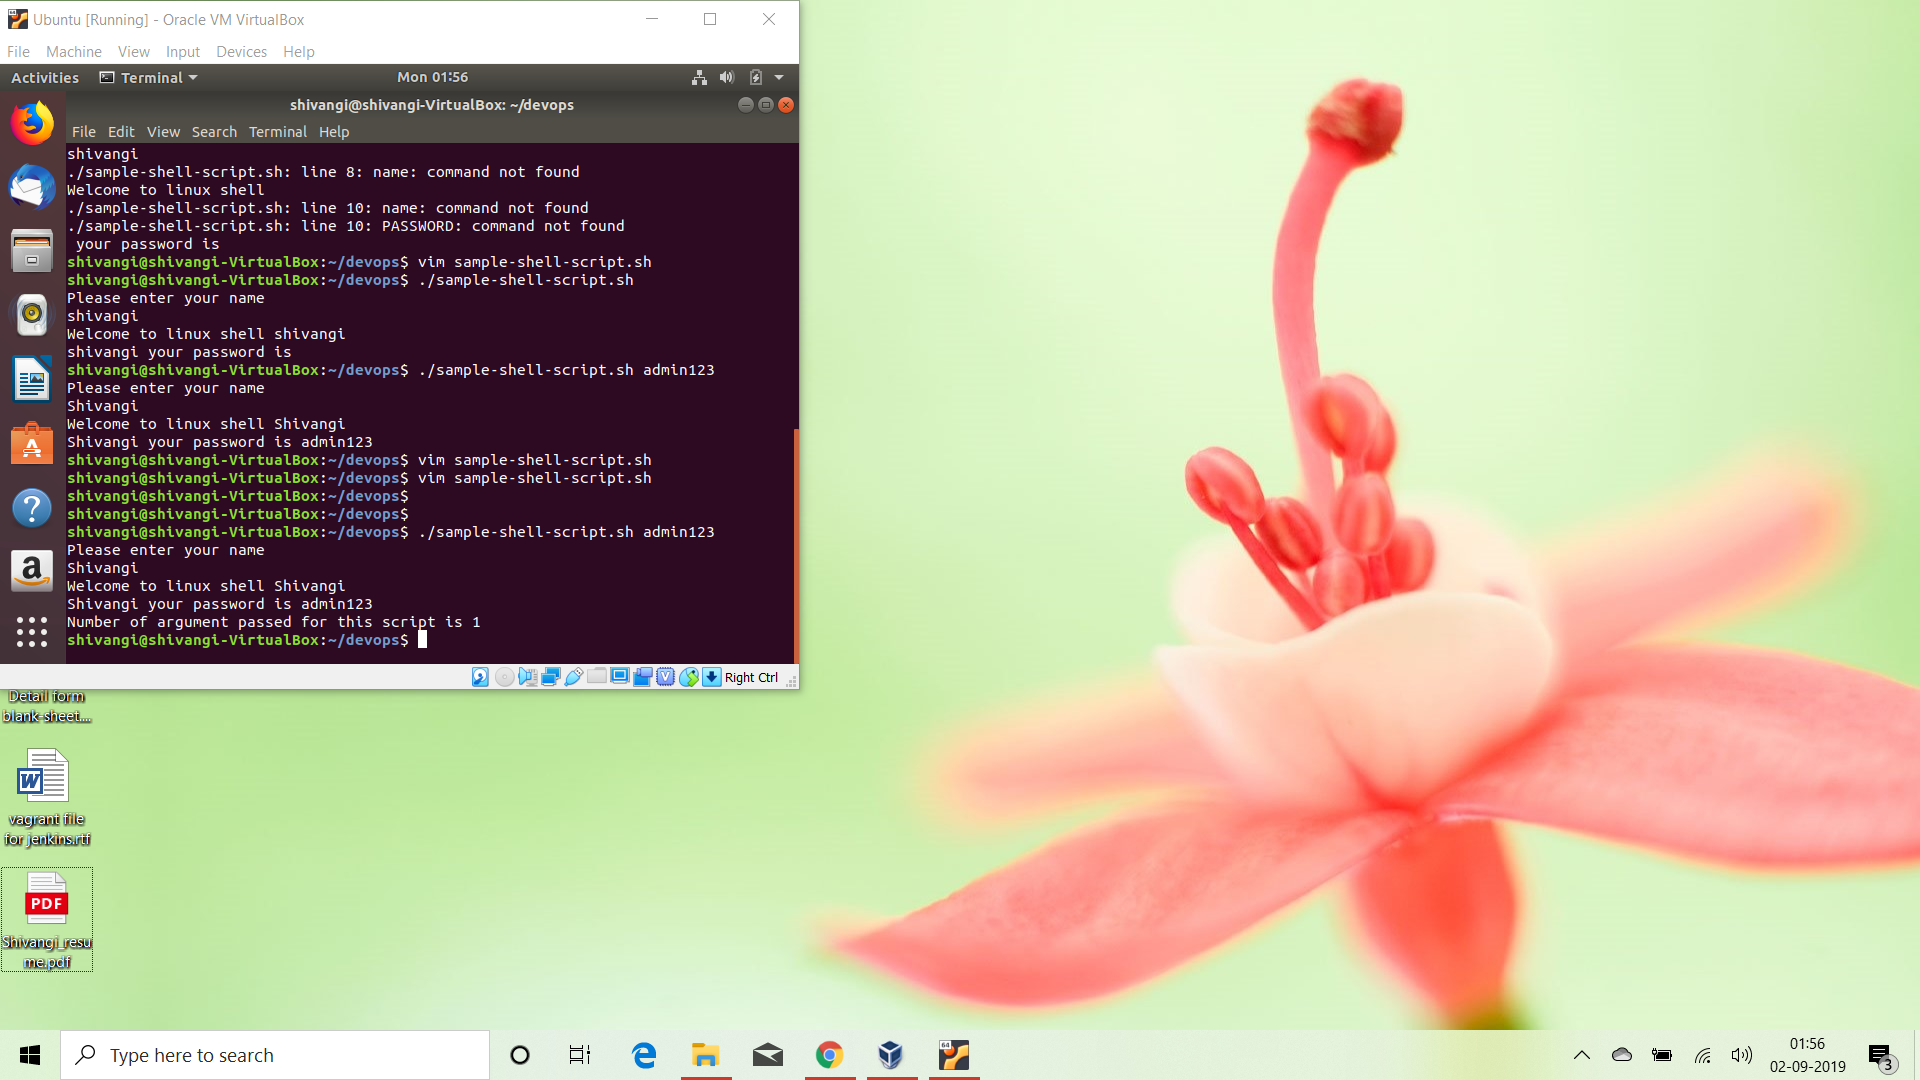 Ubuntu [Running] - Oracle VM VirtualBox
File Machine View Input Devices Help
Activities Terminal Mon 01:56
shivangi@shivangi-VirtualBox: ~/devops
File Edit View Search Terminal Help
shivangi
./sample-shell-script.sh: line 8: name: command not found
Welcome to linux shell
./sample-shell-script.sh: line 10: name: command not found
./sample-shell-script.sh: line 10: PASSWORD: command not found
your password is
shivangi@shivangi-VirtualBox:~/devops$ vim sample-shell-script.sh
shivangi@shivangi-VirtualBox:~/devops$ ./sample-shell-script.sh
Please enter your name
shivangi
Welcome to linux shell shivangi
shivangi your password is
shivangi@shivangi-VirtualBox:~/devops$ ./sample-shell-script.sh admin123
Please enter your name
Shivangi
Welcome to linux shell Shivangi
Shivangi your password is admin123
shivangi@shivangi-VirtualBox:~/devops$ vim sample-shell-script.sh
shivangi@shivangi-VirtualBox:~/devops$ vim sample-shell-script.sh
shivangi@shivangi-VirtualBox:~/devops$
shivangi@shivangi-VirtualBox:~/devops$
shivangi@shivangi-VirtualBox:~/devops$ ./sample-shell-script.sh admin123
Please enter your name
Shivangi
Welcome to linux shell Shivangi
Shivangi your password is admin123
Number of argument passed for this script is 1
shivangi@shivangi-VirtualBox:~/devops$
Right Ctrl
Detail form
blank-sheet....
W
vagrant file
for jenkins.rtf
PDF
Shivangi_resu
me.pdf
Type here to search
64
01:56
02-09-2019
3